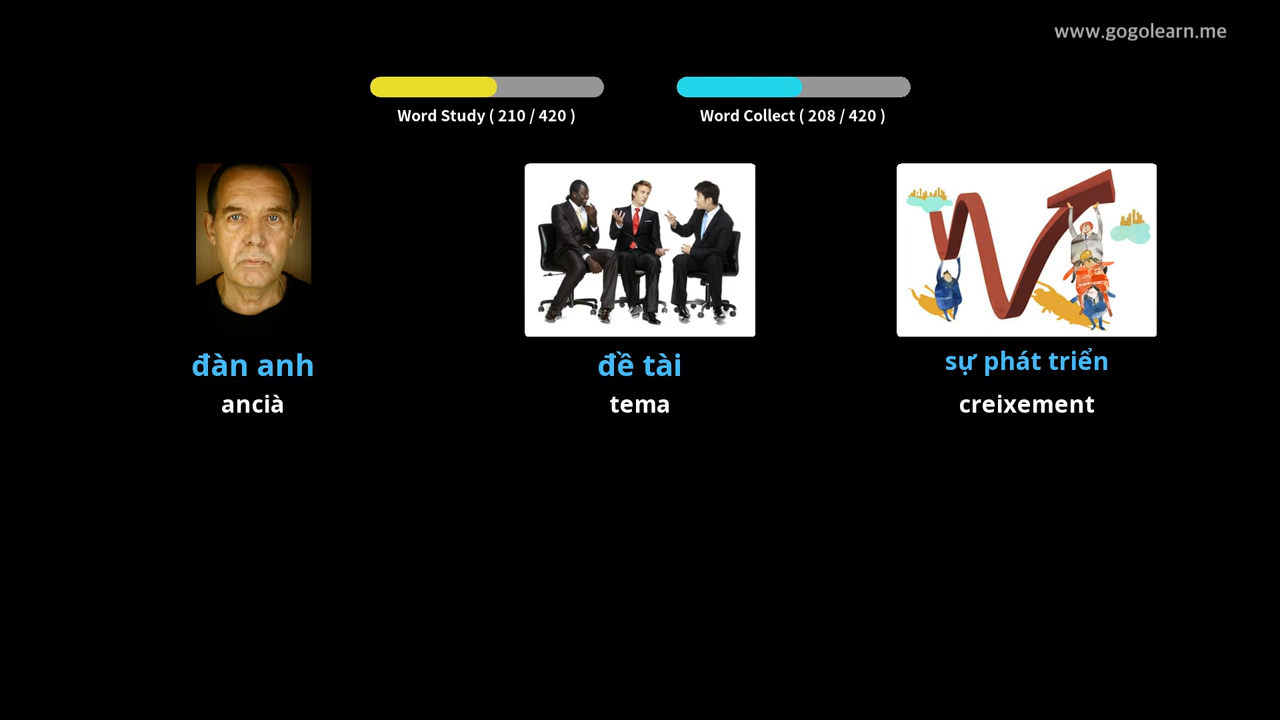 www.gogolearn.me
Word Study ( 210 / 420 )
Word Collect ( 208 / 420 )
đàn anh
ancià
đề tài
tema
sự phát triển
creixement